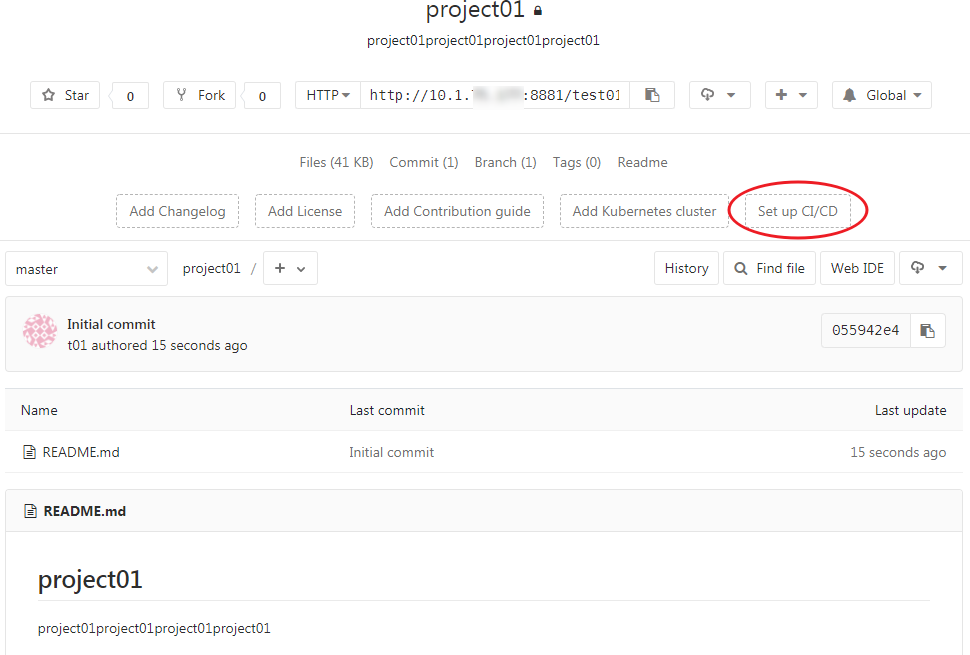 project01
project01project01project01project01
Star 0 Fork 0 HTTP http://10.1. :8881/test01 Global
Files (41 KB) Commit (1) Branch (1) Tags (0) Readme
Add Changelog Add License Add Contribution guide Add Kubernetes cluster Set up CI/CD
master project01 / + History Find file Web IDE
Initial commit
t01 authored 15 seconds ago
055942e4
Name Last commit Last update
README.md Initial commit 15 seconds ago
README.md
project01
project01project01project01project01